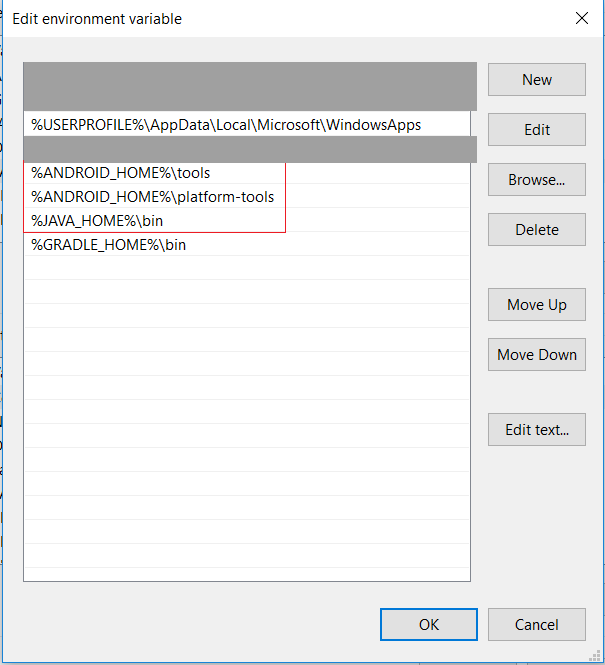 Edit environment variable
%USERPROFILE%\AppData\Local\Microsoft\WindowsApps
%ANDROID_HOME%\tools
%ANDROID_HOME%\platform-tools
%JAVA_HOME%\bin
%GRADLE_HOME%\bin
New
Edit
Browse...
Delete
Move Up
Move Down
Edit text...
OK
Cancel